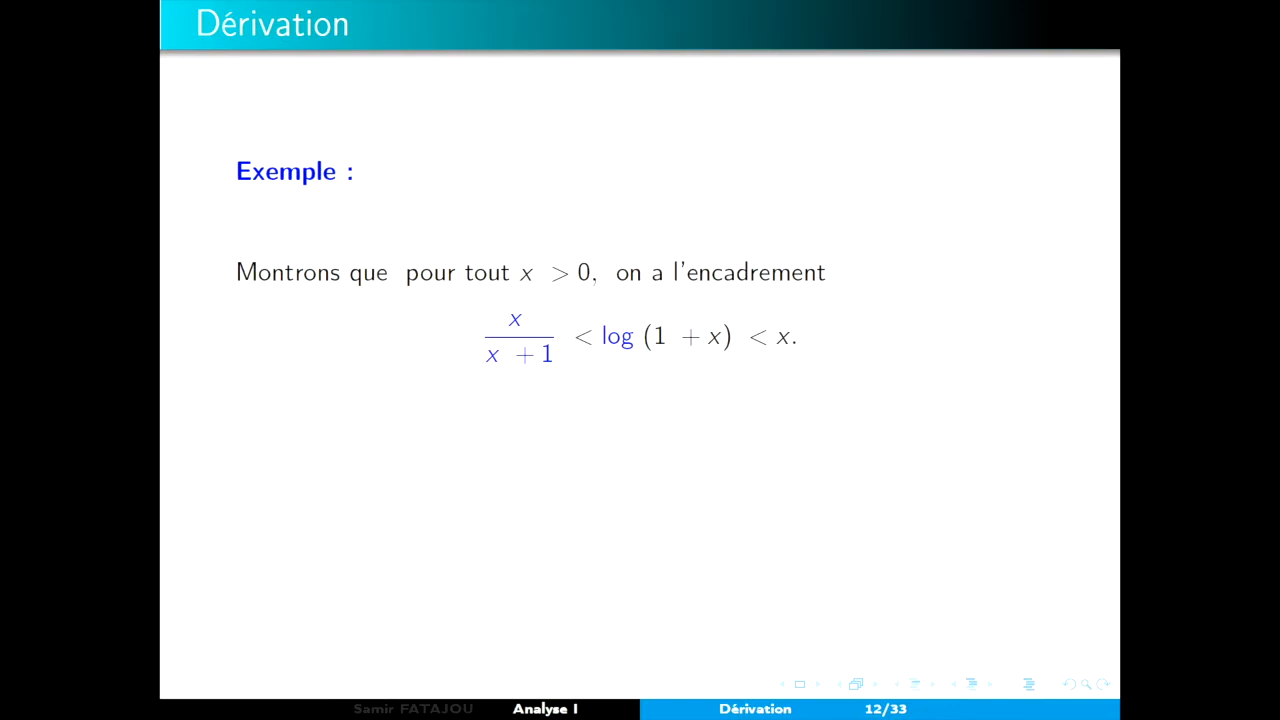 Dérivation
Exemple :
Montrons que pour tout x > 0, on a l'encadrement
x
x + 1
< log (1 + x) < x.
Samir FATAJOU Analyse I Dérivation 12/33